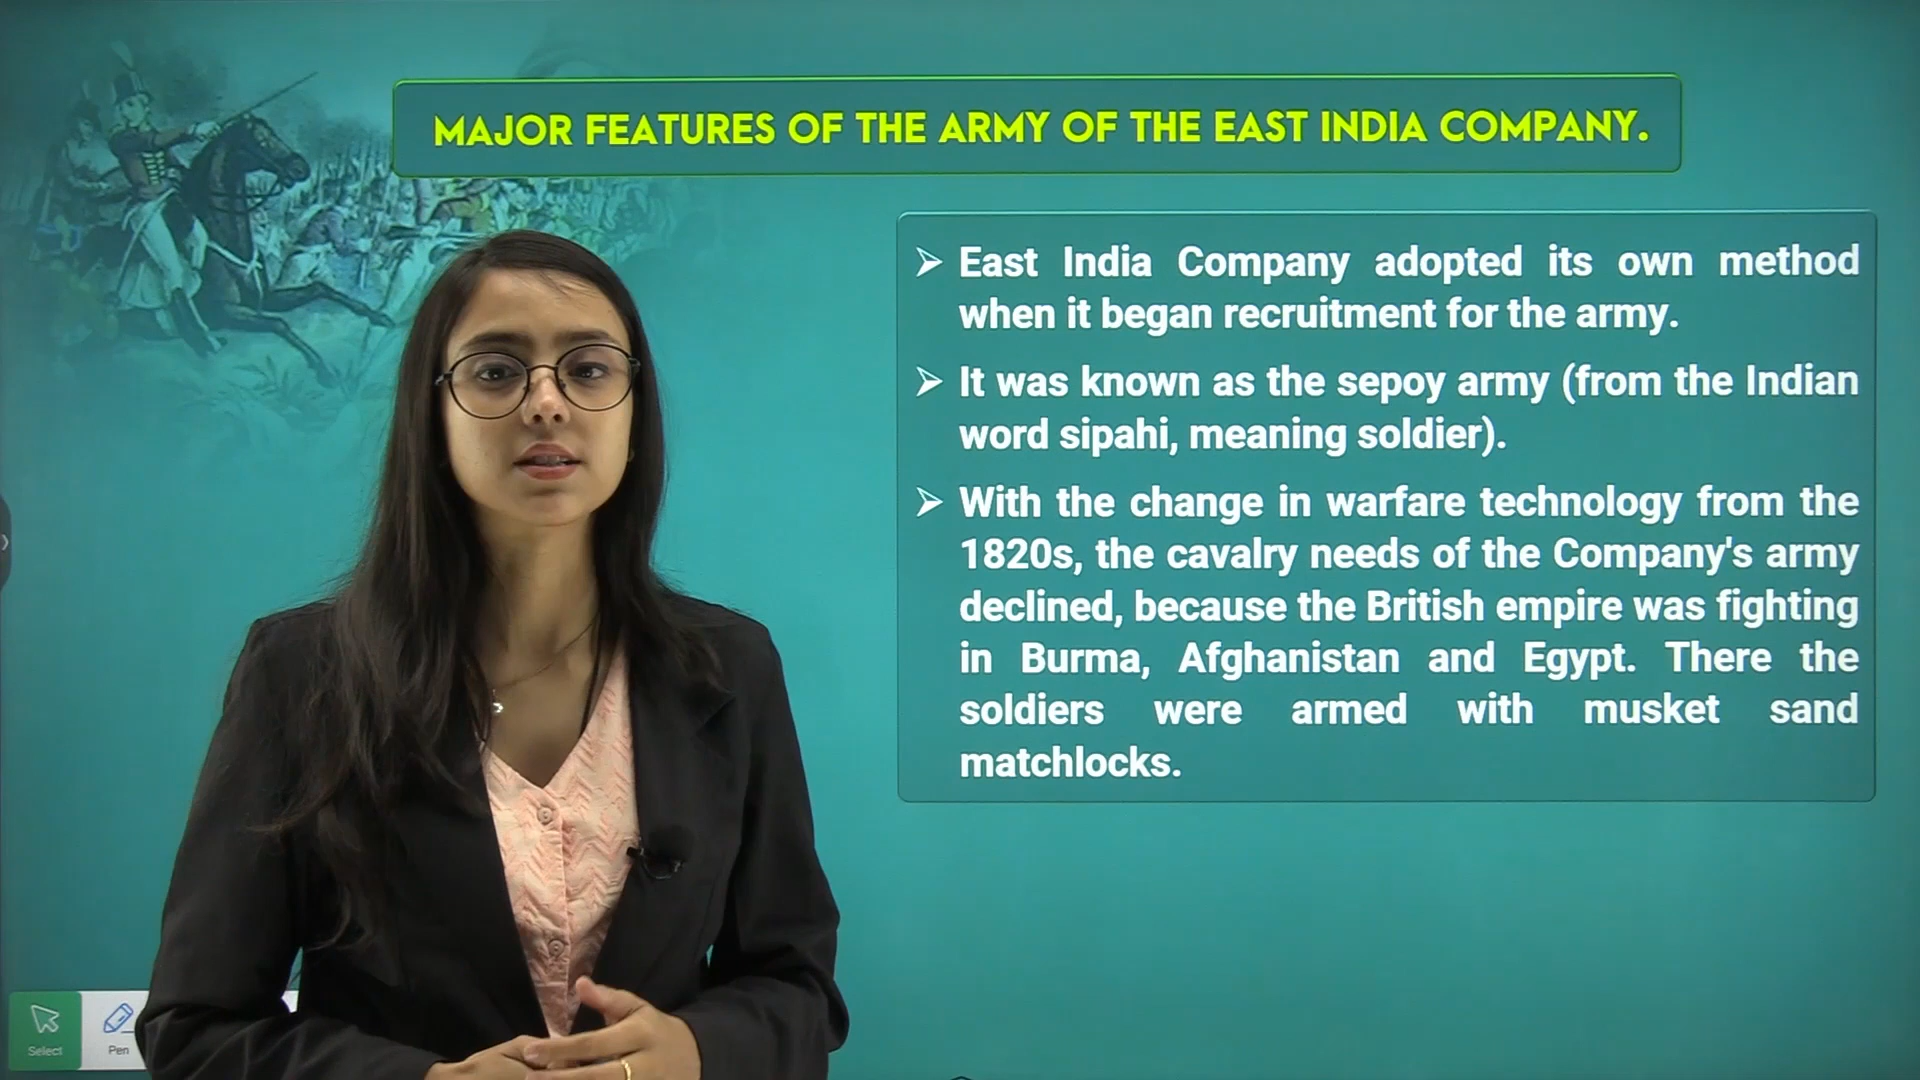 MAJOR FEATURES OF THE ARMY OF THE EAST INDIA COMPANY.
East India Company adopted its own method
when it began recruitment for the army.
It was known as the sepoy army (from the Indian
word sipahi, meaning soldier).
With the change in warfare technology from the
1820s, the cavalry needs of the Company's army
declined, because the British empire was fighting
in Burma, Afghanistan and Egypt. There the
soldiers were armed with musket sand
matchlocks.
Select
Pen